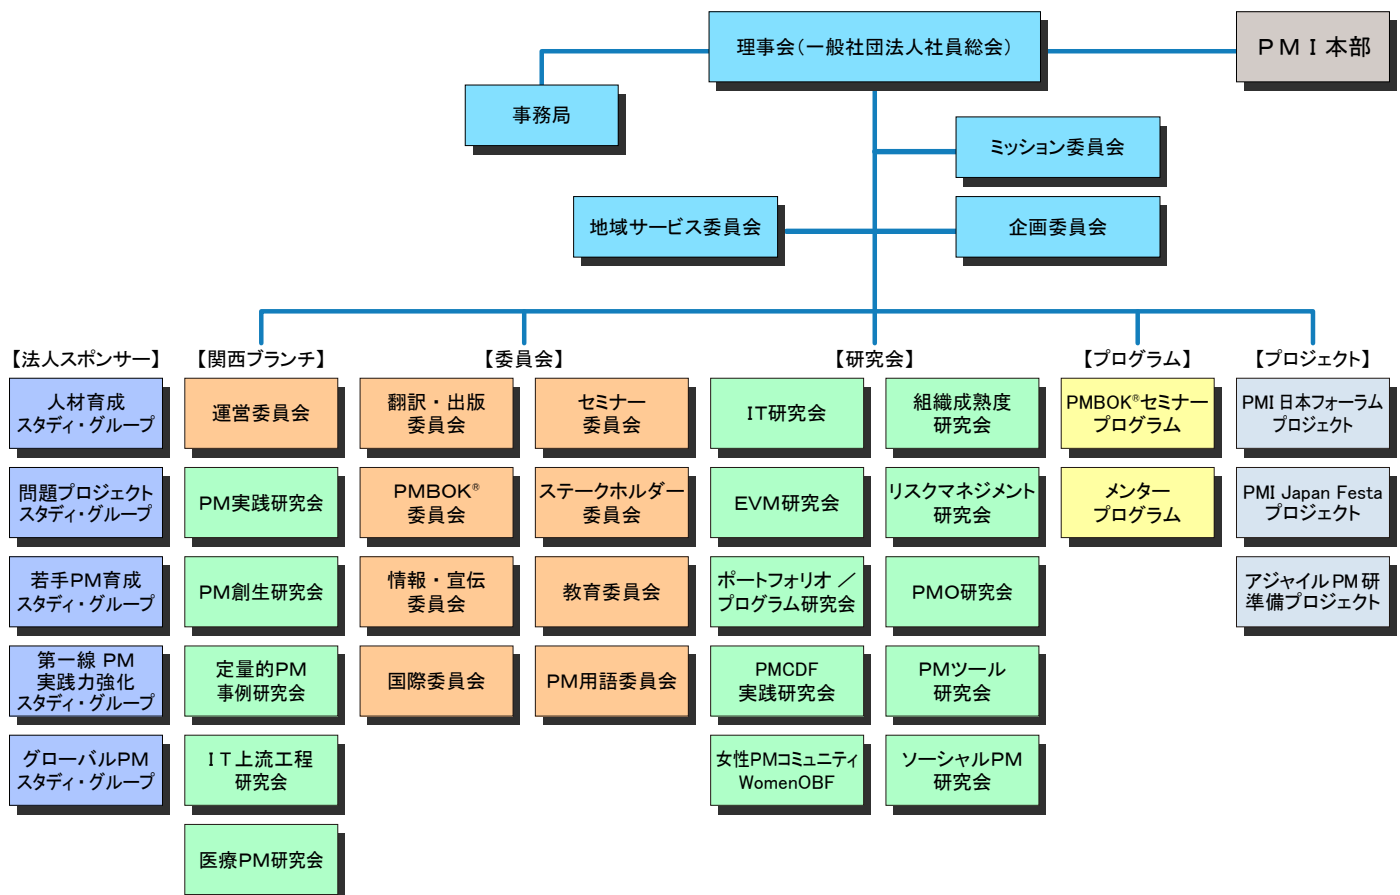 理事会（一般社団法人社員総会）
ＰＭＩ本部
事務局
ミッション委員会
地域サービス委員会
企画委員会
【法人スポンサー】
人材育成
スタディ・グループ
問題プロジェクト
スタディ・グループ
若手PM育成
スタディ・グループ
第一線 PM
実践力強化
スタディ・グループ
グローバルPM
スタディ・グループ
【関西ブランチ】
運営委員会
PM実践研究会
PM創生研究会
定量的PM
事例研究会
ＩＴ上流工程
研究会
医療PM研究会
【委員会】
翻訳・出版
委員会
セミナー
委員会
PMBOK®
委員会
ステークホルダー
委員会
情報・宣伝
委員会
教育委員会
国際委員会
PM用語委員会
【研究会】
IT研究会
組織成熟度
研究会
EVM研究会
リスクマネジメント
研究会
ポートフォリオ ／
プログラム研究会
PMO研究会
PMCDF
実践研究会
PMツール
研究会
女性PMコミュニティ
WomenOBF
ソーシャルPM
研究会
【プログラム】
PMBOK®セミナー
プログラム
メンター
プログラム
【プロジェクト】
PMI 日本フォーラム
プロジェクト
PMI Japan Festa
プロジェクト
アジャイル PM 研
準備プロジェクト